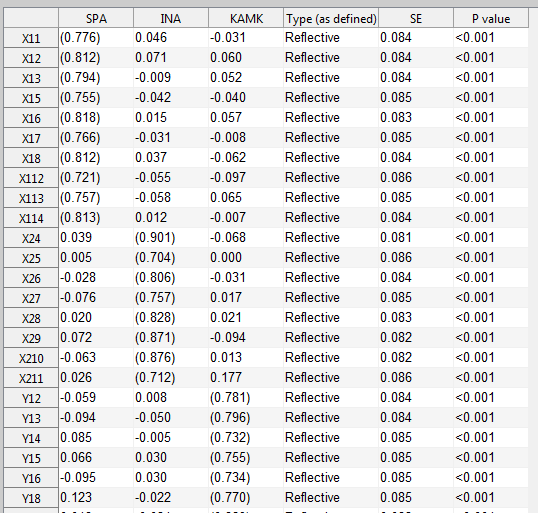 SPA INA KAMK Type (as defined) SE P value
X11 (0.776) 0.046 -0.031 Reflective 0.084 <0.001
X12 (0.812) 0.071 0.060 Reflective 0.084 <0.001
X13 (0.794) -0.009 0.052 Reflective 0.084 <0.001
X15 (0.755) -0.042 -0.040 Reflective 0.085 <0.001
X16 (0.818) 0.015 0.057 Reflective 0.083 <0.001
X17 (0.766) -0.031 -0.008 Reflective 0.085 <0.001
X18 (0.812) 0.037 -0.062 Reflective 0.084 <0.001
X112 (0.721) -0.055 -0.097 Reflective 0.086 <0.001
X113 (0.757) -0.058 0.065 Reflective 0.085 <0.001
X114 (0.813) 0.012 -0.007 Reflective 0.084 <0.001
X24 0.039 (0.901) -0.068 Reflective 0.081 <0.001
X25 0.005 (0.704) 0.000 Reflective 0.086 <0.001
X26 -0.028 (0.806) -0.031 Reflective 0.084 <0.001
X27 -0.076 (0.757) 0.017 Reflective 0.085 <0.001
X28 0.020 (0.828) 0.021 Reflective 0.083 <0.001
X29 0.072 (0.871) -0.094 Reflective 0.082 <0.001
X210 -0.063 (0.876) 0.013 Reflective 0.082 <0.001
X211 0.026 (0.712) 0.177 Reflective 0.086 <0.001
Y12 -0.059 0.008 (0.781) Reflective 0.084 <0.001
Y13 -0.094 -0.050 (0.796) Reflective 0.084 <0.001
Y14 0.085 -0.005 (0.732) Reflective 0.085 <0.001
Y15 0.066 0.030 (0.755) Reflective 0.085 <0.001
Y16 -0.095 0.030 (0.734) Reflective 0.085 <0.001
Y18 0.123 -0.022 (0.770) Reflective 0.085 <0.001